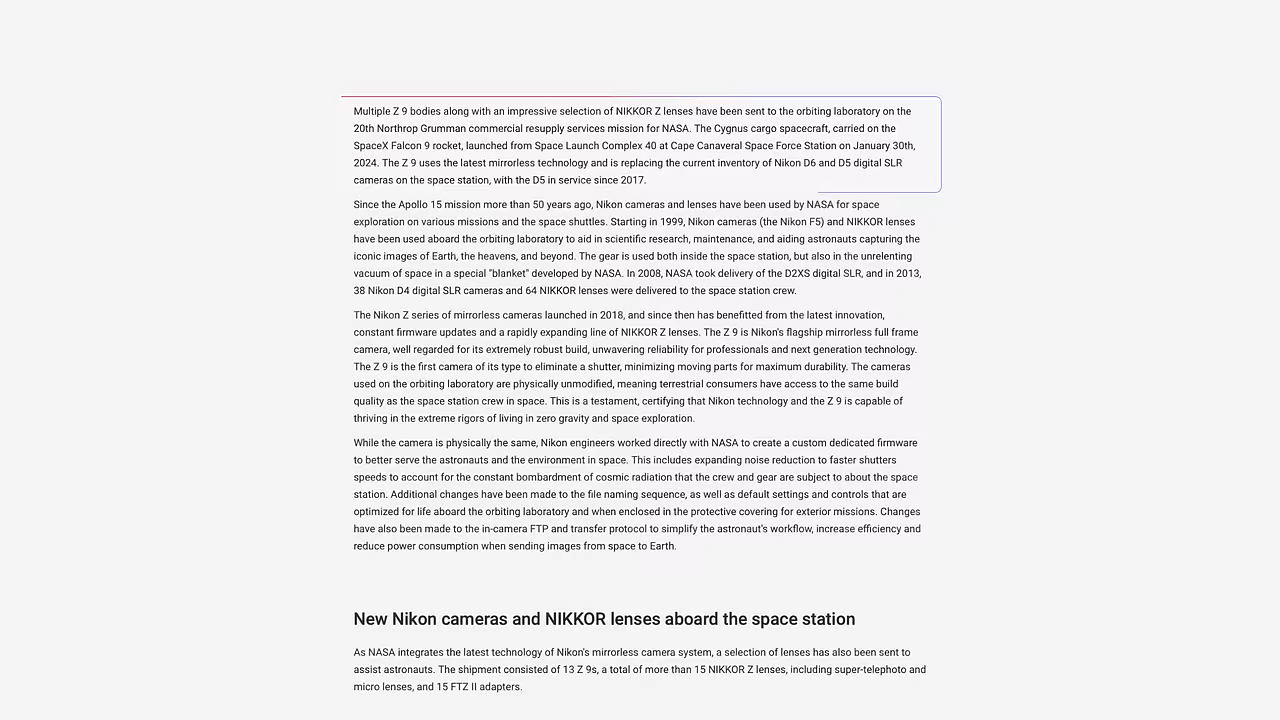 Multiple Z 9 bodies along with an impressive selection of NIKKOR Z lenses have been sent to the orbiting laboratory on the
20th Northrop Grumman commercial resupply services mission for NASA. The Cygnus cargo spacecraft, carried on the
SpaceX Falcon 9 rocket, launched from Space Launch Complex 40 at Cape Canaveral Space Force Station on January 30th,
2024. The Z 9 uses the latest mirrorless technology and is replacing the current inventory of Nikon D6 and D5 digital SLR
cameras on the space station, with the D5 in service since 2017.
Since the Apollo 15 mission more than 50 years ago, Nikon cameras and lenses have been used by NASA for space
exploration on various missions and the space shuttles. Starting in 1999, Nikon cameras (the Nikon F5) and NIKKOR lenses
have been used aboard the orbiting laboratory to aid in scientific research, maintenance, and aiding astronauts capturing the
iconic images of Earth, the heavens, and beyond. The gear is used both inside the space station, but also in the unrelenting
vacuum of space in a special "blanket" developed by NASA. In 2008, NASA took delivery of the D2XS digital SLR, and in 2013,
38 Nikon D4 digital SLR cameras and 64 NIKKOR lenses were delivered to the space station crew.
The Nikon Z series of mirrorless cameras launched in 2018, and since then has benefitted from the latest innovation,
constant firmware updates and a rapidly expanding line of NIKKOR Z lenses. The Z 9 is Nikon's flagship mirrorless full frame
camera, well regarded for its extremely robust build, unwavering reliability for professionals and next generation technology.
The Z 9 is the first camera of its type to eliminate a shutter, minimizing moving parts for maximum durability. The cameras
used on the orbiting laboratory are physically unmodified, meaning terrestrial consumers have access to the same build
quality as the space station crew in space. This is a testament, certifying that Nikon technology and the Z 9 is capable of
thriving in the extreme rigors of living in zero gravity and space exploration.
While the camera is physically the same, Nikon engineers worked directly with NASA to create a custom dedicated firmware
to better serve the astronauts and the environment in space. This includes expanding noise reduction to faster shutters
speeds to account for the constant bombardment of cosmic radiation that the crew and gear are subject to about the space
station. Additional changes have been made to the file naming sequence, as well as default settings and controls that are
optimized for life aboard the orbiting laboratory and when enclosed in the protective covering for exterior missions. Changes
have also been made to the in-camera FTP and transfer protocol to simplify the astronaut's workflow, increase efficiency and
reduce power consumption when sending images from space to Earth.
New Nikon cameras and NIKKOR lenses aboard the space station
As NASA integrates the latest technology of Nikon's mirrorless camera system, a selection of lenses has also been sent to
assist astronauts. The shipment consisted of 13 Z 9s, a total of more than 15 NIKKOR Z lenses, including super-telephoto and
micro lenses, and 15 FTZ II adapters.